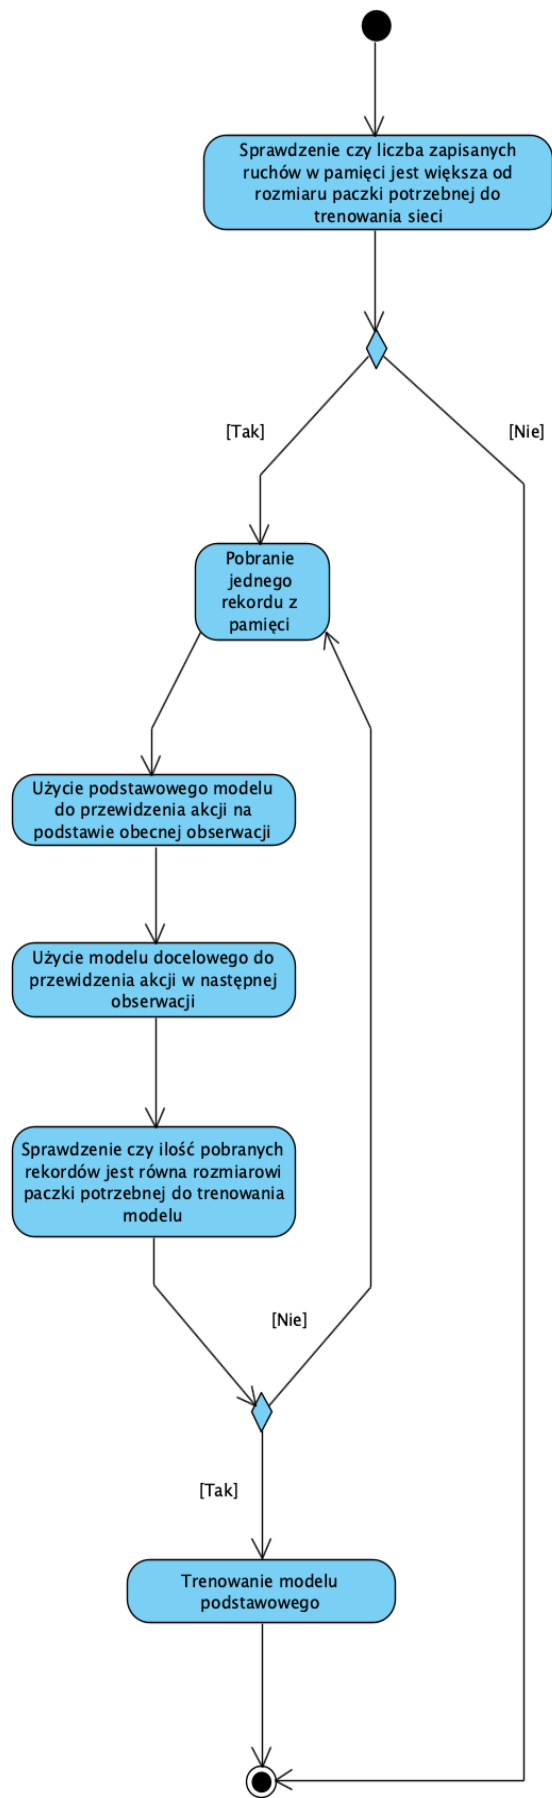 Sprawdzenie czy liczba zapisanych
ruchów w pamięci jest większa od
rozmiaru paczki potrzebnej do
trenowania sieci
[Tak]
[Nie]
Pobranie
jednego
rekordu z
pamięci
Użycie podstawowego modelu
do przewidzenia akcji na
podstawie obecnej obserwacji
Użycie modelu docelowego do
przewidzenia akcji w następnej
obserwacji
Sprawdzenie czy ilość pobranych
rekordów jest równa rozmiarowi
paczki potrzebnej do trenowania
modelu
[Nie]
[Tak]
Trenowanie modelu
podstawowego